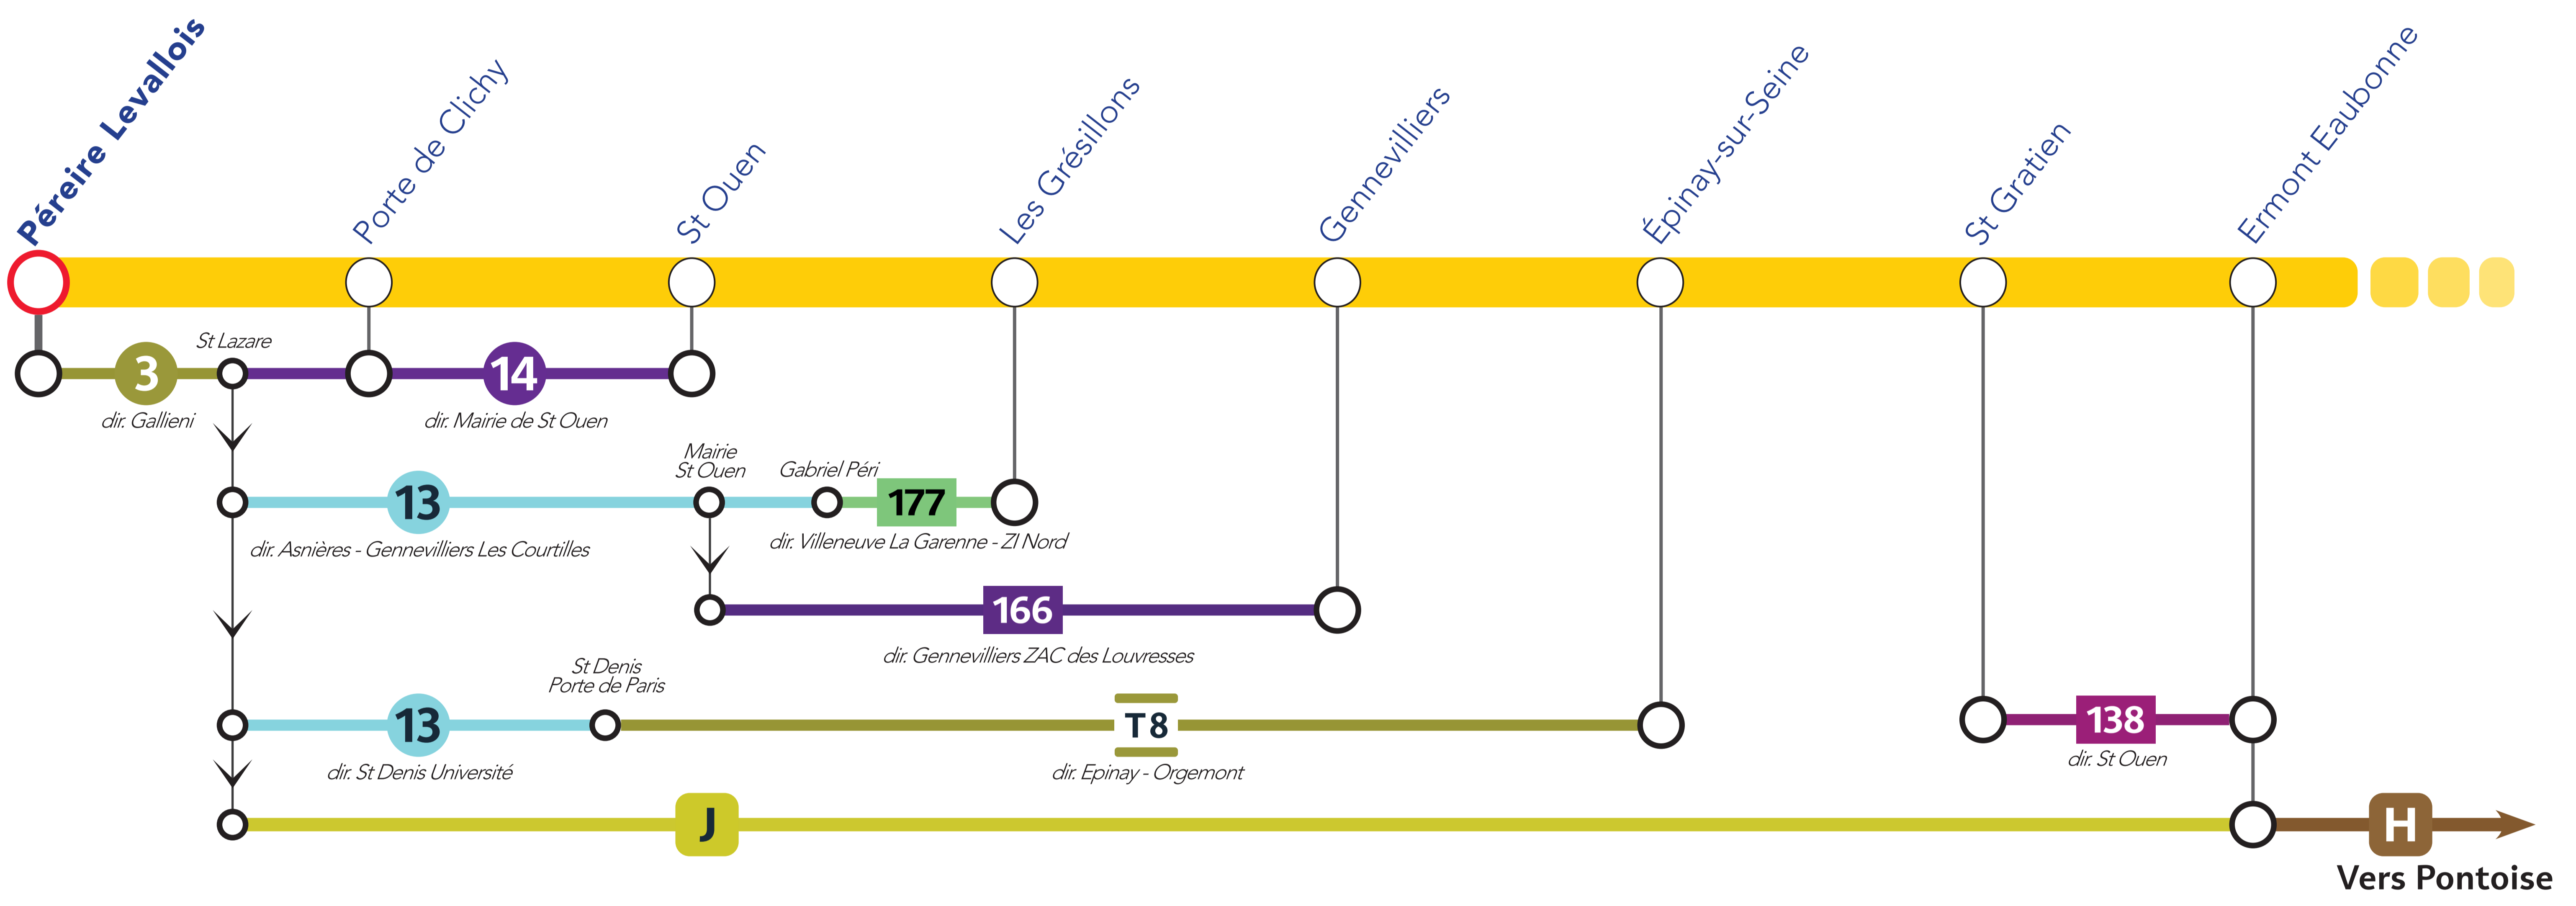 Péreire Levallois
Porte de Clichy
St Ouen
Les Grésillons
Gennevilliers
Épinay-sur-Seine
St Gratien
Ermont Eaubonne
St Lazare
3
14
dir. Gallieni
dir. Mairie de St Ouen
Mairie
St Ouen
Gabriel Péri
13
177
dir. Asnières - Gennevilliers Les Courtilles
dir. Villeneuve La Garenne - ZI Nord
166
dir. Gennevilliers ZAC des Louvresses
St Denis
Porte de Paris
13
T8
138
dir. St Denis Université
dir. Epinay - Orgemont
dir. St Ouen
J
H
Vers Pontoise